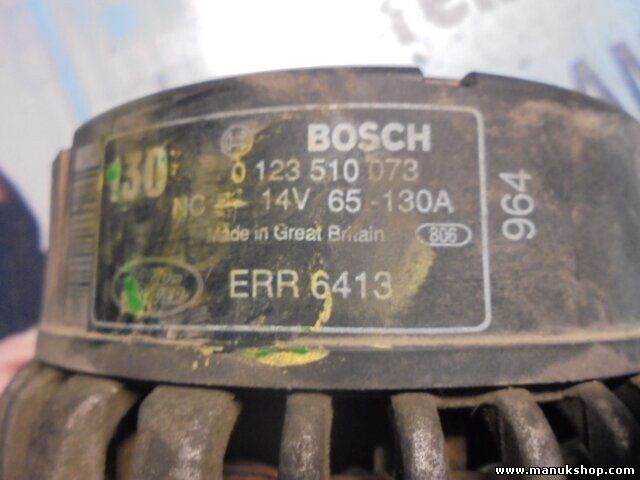 BOSCH
130 0 123 510 073
NC 14V 65-130A
Made in Great Britain 806
ERR 6413
964
www.manukshop.com